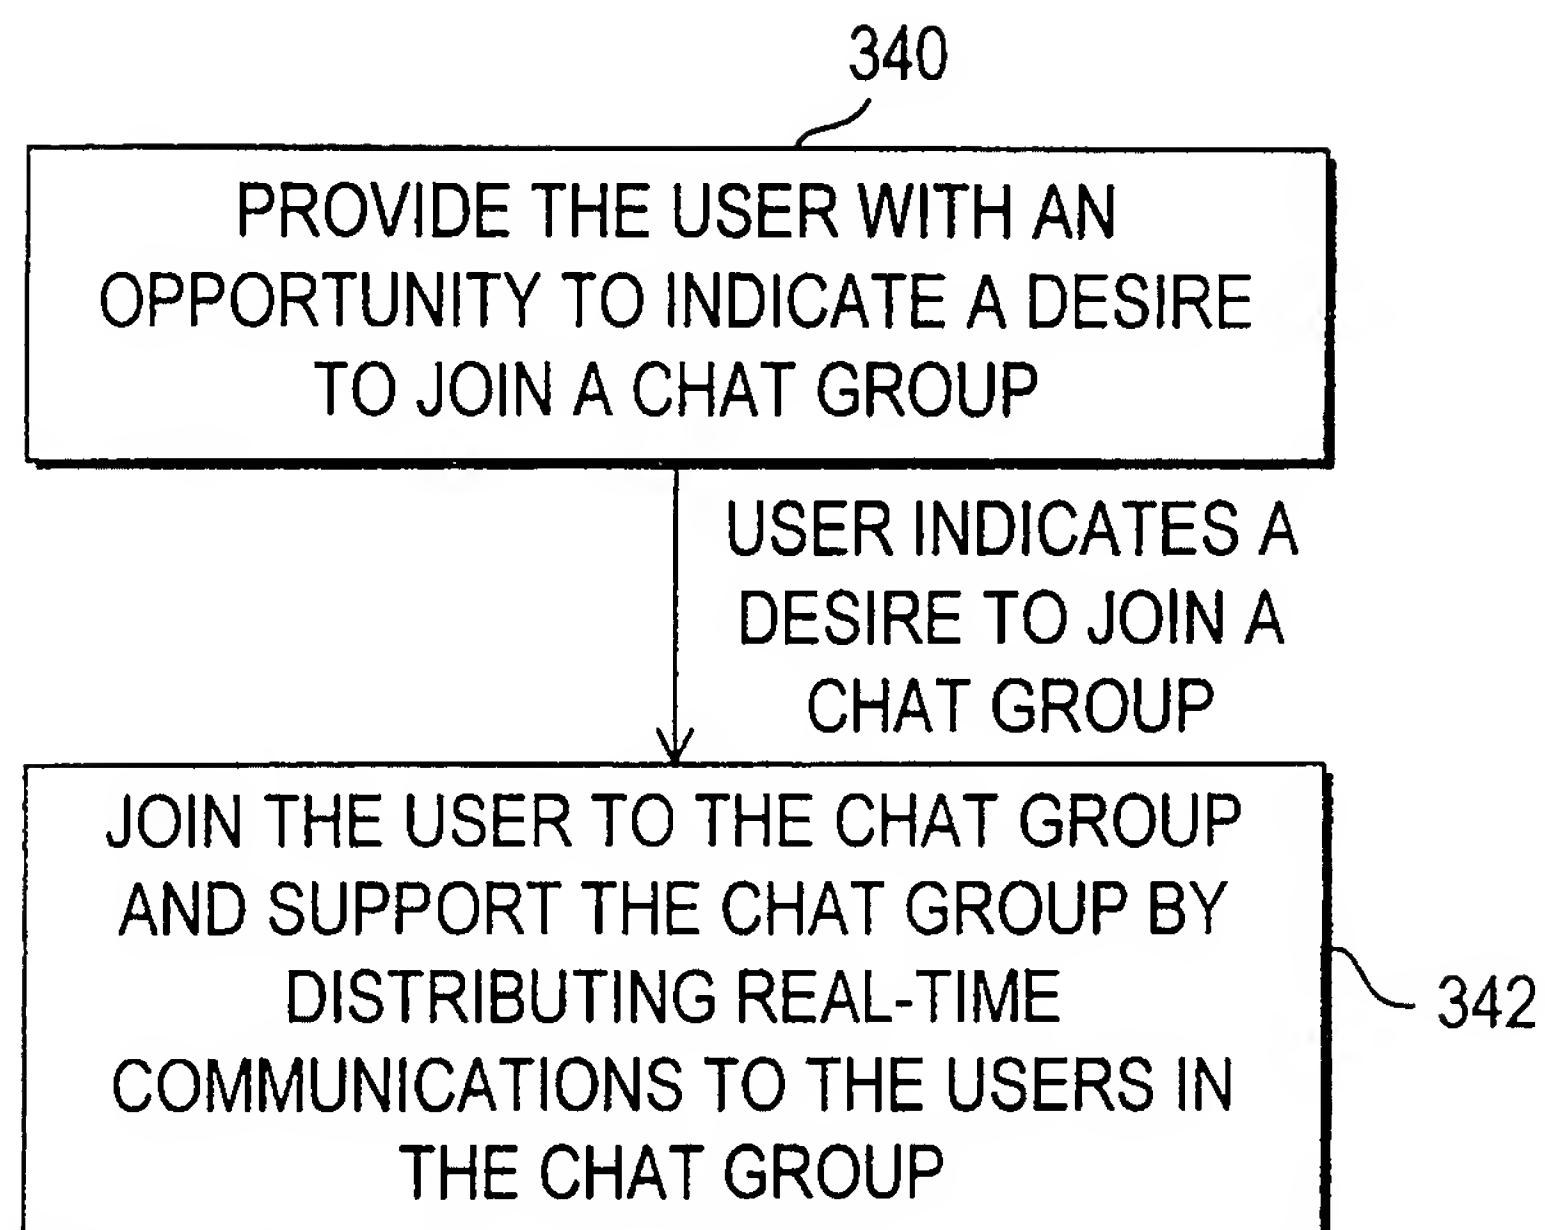 340
PROVIDE THE USER WITH AN
OPPORTUNITY TO INDICATE A DESIRE
TO JOIN A CHAT GROUP
USER INDICATES A
DESIRE TO JOIN A
CHAT GROUP
JOIN THE USER TO THE CHAT GROUP
AND SUPPORT THE CHAT GROUP BY
DISTRIBUTING REAL-TIME
COMMUNICATIONS TO THE USERS IN
THE CHAT GROUP
342